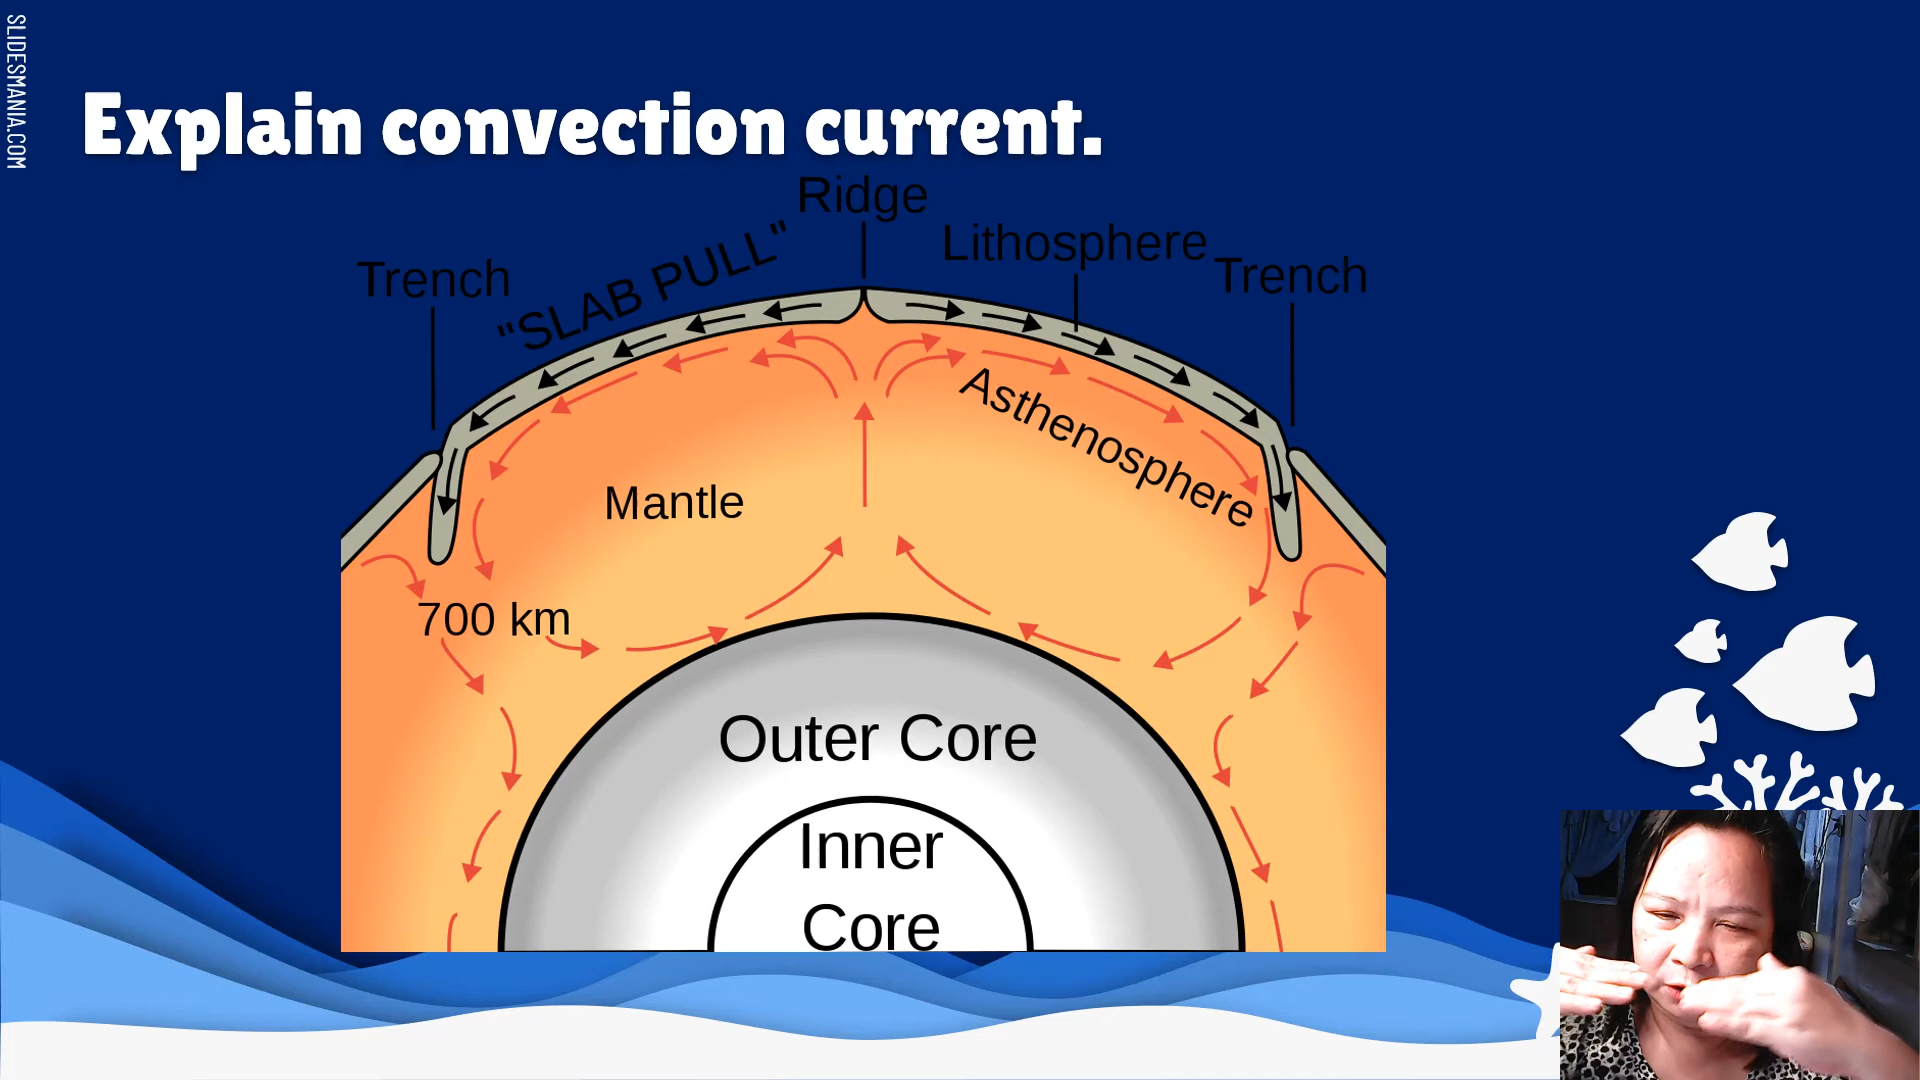 SLIDESMANIA.COM
Explain convection current.
Ridge
Lithosphere
Trench
"SLAB PULL"
Trench
Asthenosphere
Mantle
700 km
Outer Core
Inner
Core